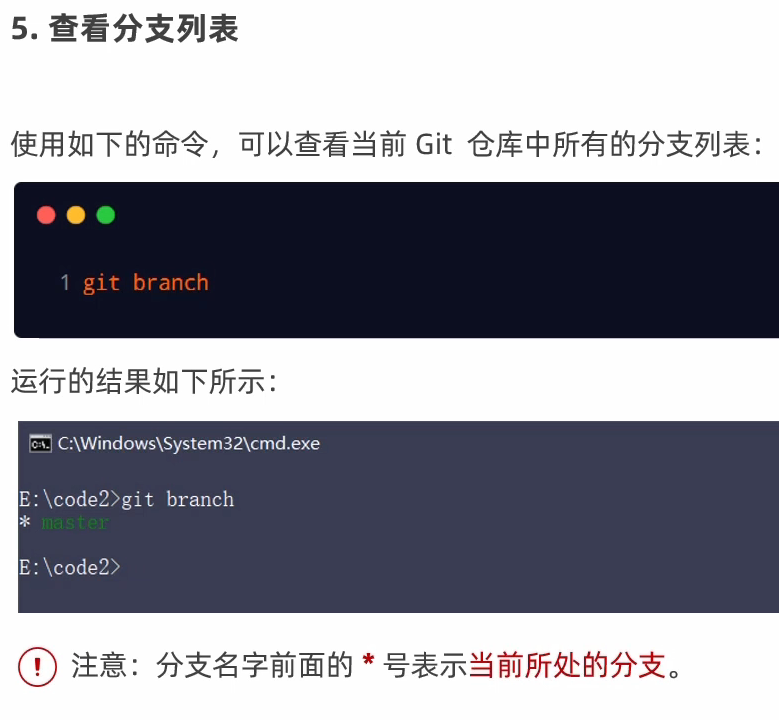 5. 查看分支列表
使用如下的命令，可以查看当前 Git 仓库中所有的分支列表：
1 git branch
运行的结果如下所示：
C:\Windows\System32\cmd.exe
E:\code2>git branch
* master
E:\code2>
注意：分支名字前面的 * 号表示当前所处的分支。